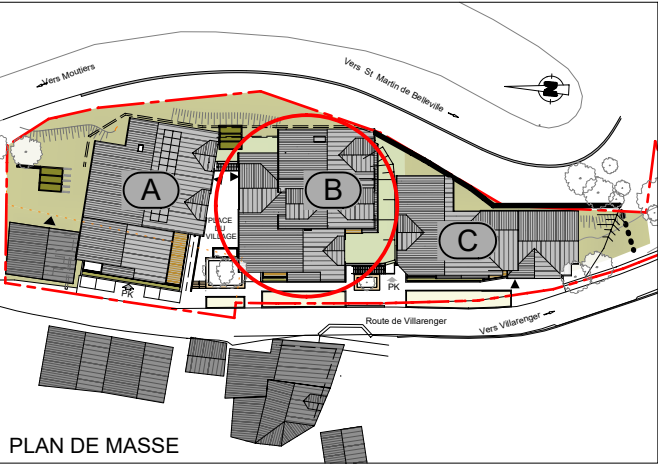 Vers Moutiers
Vers St. Martin de Belleville
N
A
B
C
PLACE
DU
VILLAGE
PK
PK
Route de Villarenger
Vers Villarenger
PLAN DE MASSE